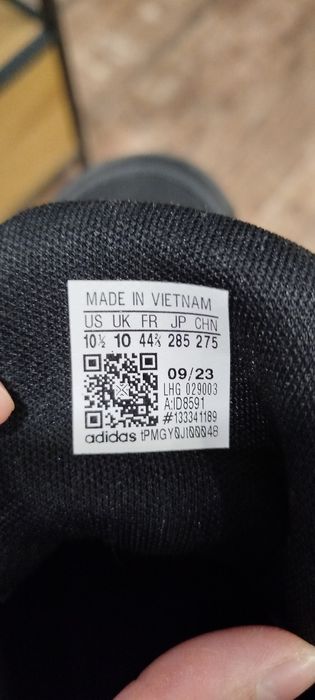 MADE IN VIETNAM
US UK FR JP CHN
10½ 10 44⅔ 285 275
09/23
LHG 029003
A:ID8591
#133341189
adidas tPMGY0Jt00048